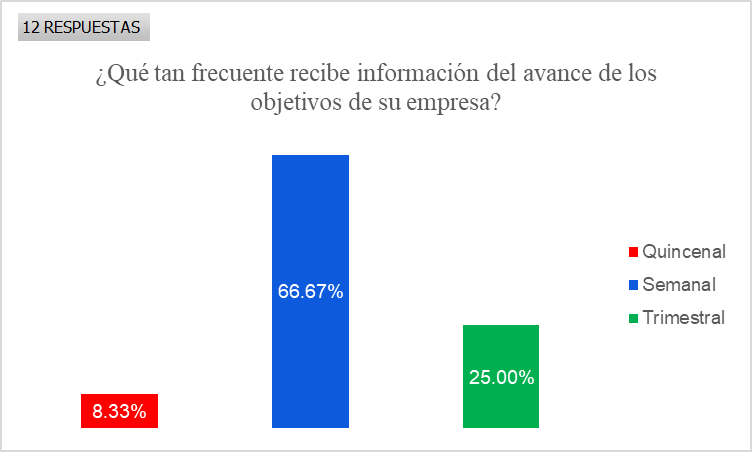 12 RESPUESTAS
¿Qué tan frecuente recibe información del avance de los
objetivos de su empresa?
66.67%
25.00%
8.33%
Quincenal
Semanal
Trimestral